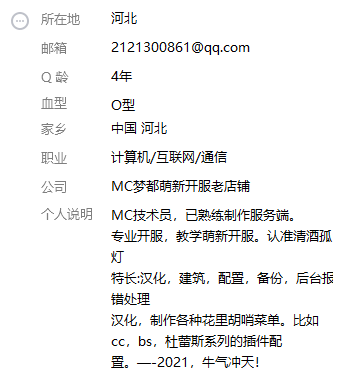 所在地 河北
邮箱 2121300861@qq.com
Q 龄 4年
血型 O型
家乡 中国 河北
职业 计算机/互联网/通信
公司 MC梦都萌新开服老店铺
个人说明 MC技术员，已熟练制作服务端。
专业开服，教学萌新开服。认准清酒孤
灯
特长:汉化，建筑，配置，备份，后台报
错处理
汉化，制作各种花里胡哨菜单。比如
cc，bs，杜蕾斯系列的插件配
置。—-2021，牛气冲天！